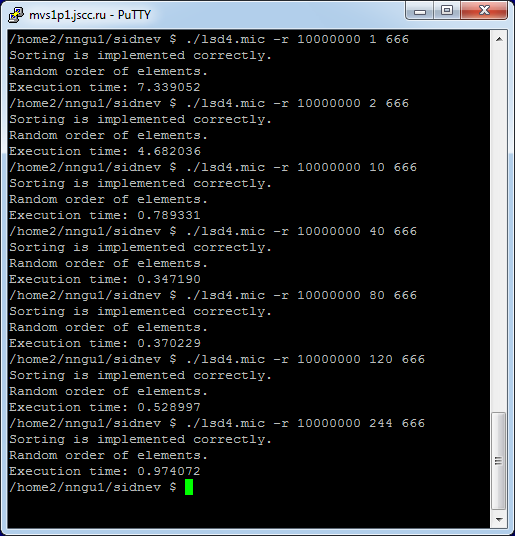 mvs1p1.jscc.ru - PuTTY
/home2/nngu1/sidnev $ ./lsd4.mic -r 10000000 1 666
Sorting is implemented correctly.
Random order of elements.
Execution time: 7.339052
/home2/nngu1/sidnev $ ./lsd4.mic -r 10000000 2 666
Sorting is implemented correctly.
Random order of elements.
Execution time: 4.682036
/home2/nngu1/sidnev $ ./lsd4.mic -r 10000000 10 666
Sorting is implemented correctly.
Random order of elements.
Execution time: 0.789331
/home2/nngu1/sidnev $ ./lsd4.mic -r 10000000 40 666
Sorting is implemented correctly.
Random order of elements.
Execution time: 0.347190
/home2/nngu1/sidnev $ ./lsd4.mic -r 10000000 80 666
Sorting is implemented correctly.
Random order of elements.
Execution time: 0.370229
/home2/nngu1/sidnev $ ./lsd4.mic -r 10000000 120 666
Sorting is implemented correctly.
Random order of elements.
Execution time: 0.528997
/home2/nngu1/sidnev $ ./lsd4.mic -r 10000000 244 666
Sorting is implemented correctly.
Random order of elements.
Execution time: 0.974072
/home2/nngu1/sidnev $